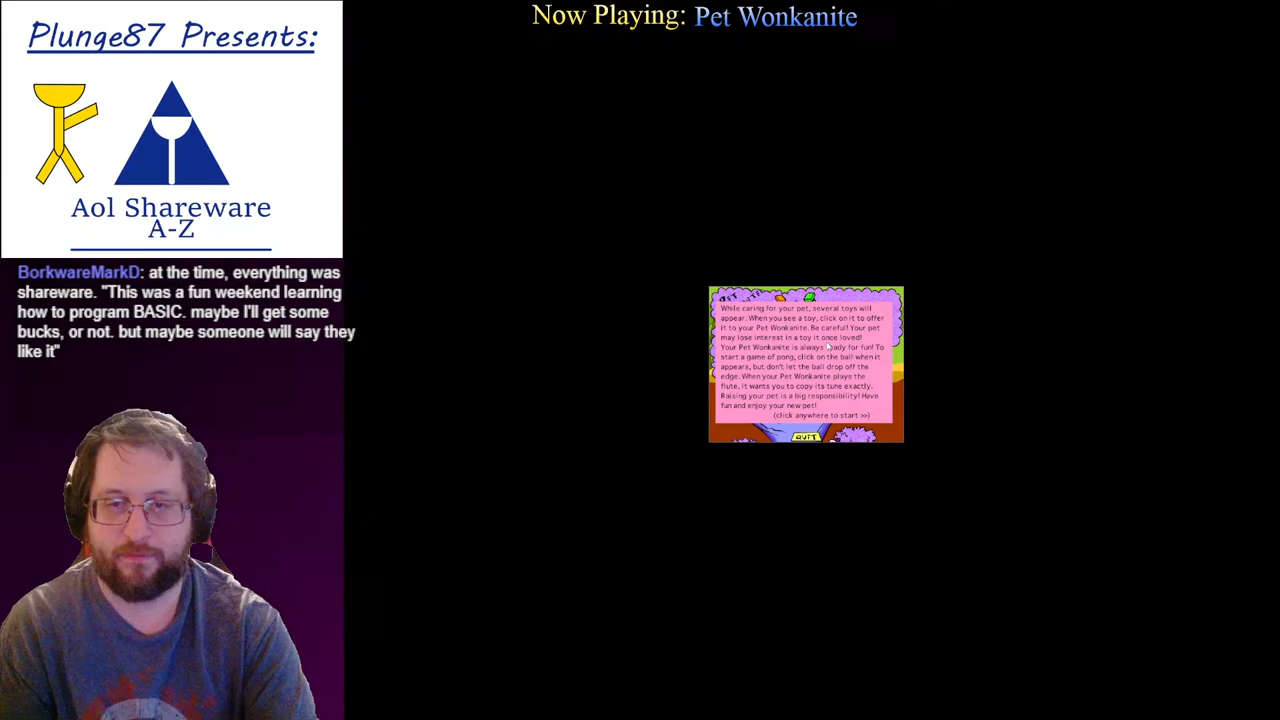 Plunge87 Presents:
Aol Shareware
A-Z
BorkwareMarkD: at the time, everything was
shareware. "This was a fun weekend learning
how to program BASIC. maybe I'll get some
bucks, or not. but maybe someone will say they
like it"
Now Playing: Pet Wonkanite
While caring for your pet, several toys will
appear. When you see a toy, click on it to offer
it to your Pet Wonkanite. Be careful! Your pet
may lose interest in a toy it once loved!
Your Pet Wonkanite is always ready for fun! To
start a game of pong, click on the ball when it
appears, but don't let the ball drop off the
edge. When your Pet Wonkanite plays the
flute, it wants you to copy its tune exactly.
Raising your pet is a big responsibility! Have
fun and enjoy your new pet!
(click anywhere to start >>)
QUIT